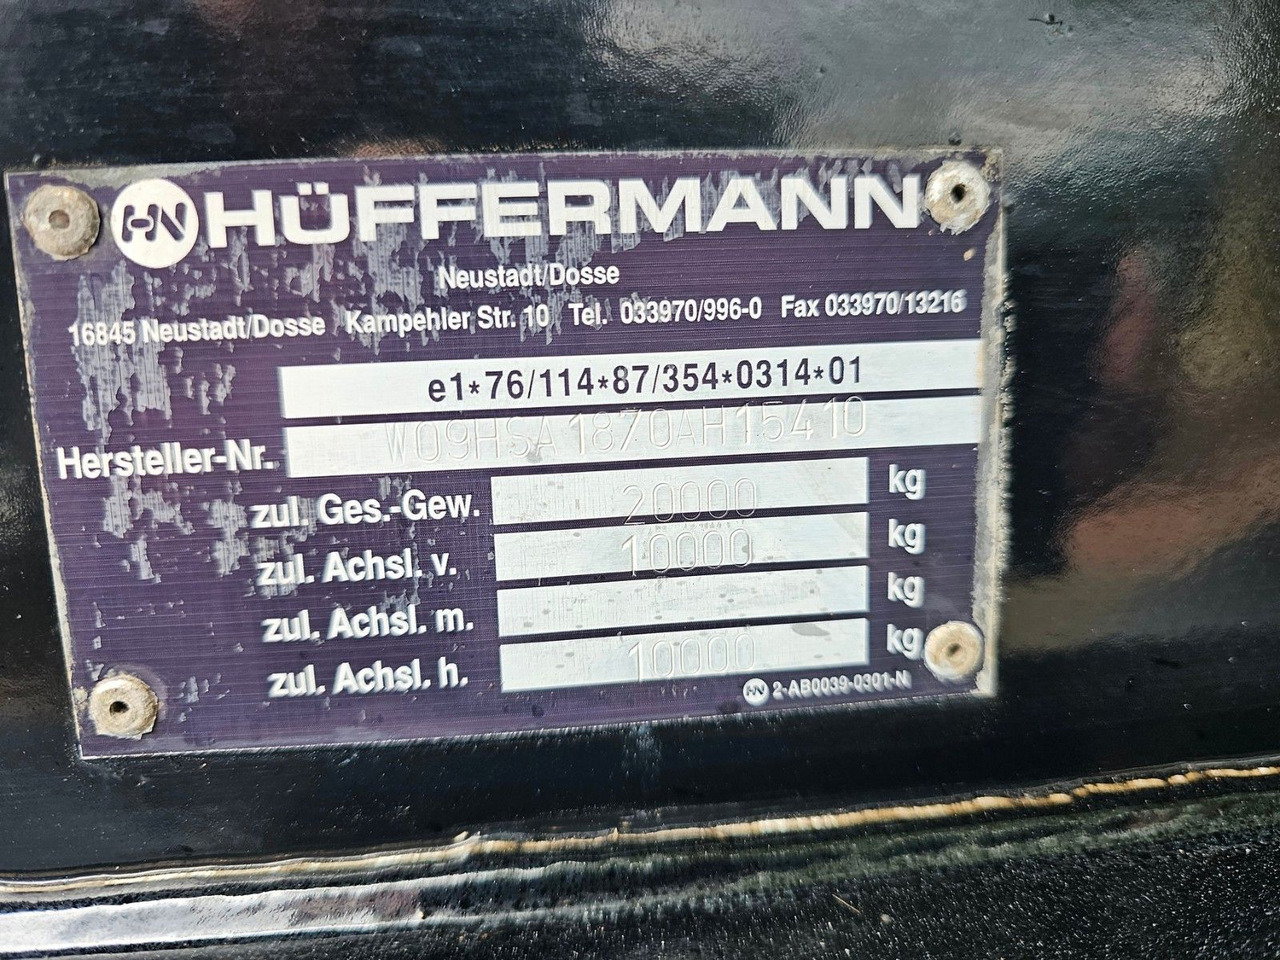 HN HÜFFERMANN
Neustadt/Dosse
16845 Neustadt/Dosse Kampehler Str. 10 Tel. 033970/996-0 Fax 033970/13216
e1*76/114*87/354*0314*01
Hersteller-Nr. W09HSA1870AH15410
zul. Ges.-Gew. 20000 kg
zul. Achsl. v. 10000 kg
zul. Achsl. m. kg
zul. Achsl. h. 10000 kg
HN 2-AB0039-0301-N